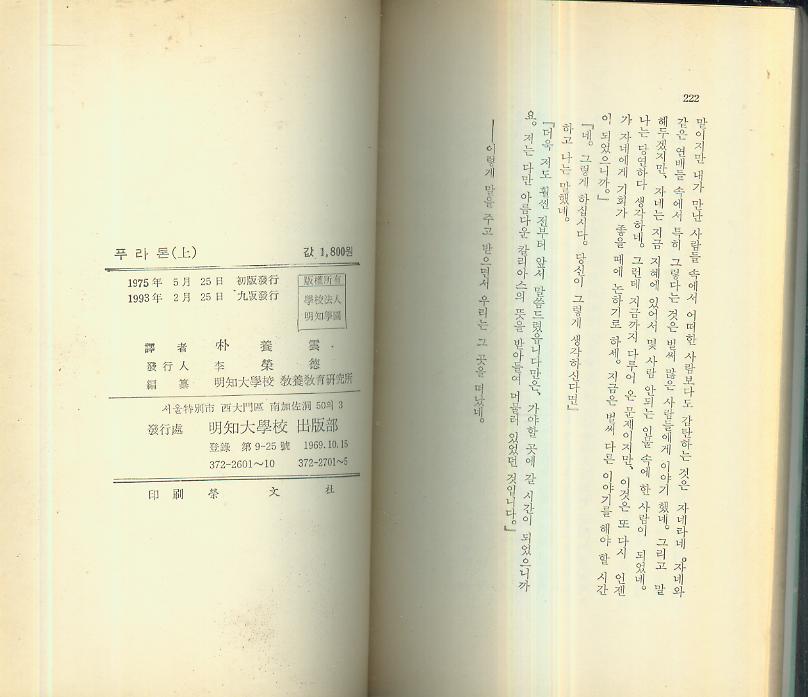 222
말이지만 내가 만난 사람들 속에서 어떠한 사람보다도 감탄하는 것은 자네라네. 자네와
같은 연배들 속에서 특히 그렇다는 것은 벌써 많은 사람들에게 이야기 했네. 그리고 말
해두겠지만, 자네는 지금 지혜에 있어서 몇 사람 안되는 인물 속에 한 사람이 되었네.
나는 당연하다 생각하네. 그런데 지금까지 다루어 온 문제이지만, 이것은 또 다시 언젠
가 자네에게 기회가 좋을 때에 논하기로 하세. 지금은 벌써 다른 이야기를 해야 할 시간
이 되었으니까.』
『네. 그렇게 하십시다. 당신이 그렇게 생각하신다면』
하고 나는 말했네.
『더욱 저도 훨씬 전부터 앞서 말씀드렸읍니다만은, 가야할 곳에 갈 시간이 되었으니까
요. 저는 다만 아름다운 칼리아스의 뜻을 받아들여 머물러 있었던 것입니다.』
──이렇게 말을 주고 받으면서 우리는 그 곳을 떠났네.
푸라톤(上) 값 1,800원
1975年 5月 25日 初版發行
1993年 2月 25日 九版發行
版權所有
學校法人
明知學園
譯者 朴養雲
發行人 李榮德
編纂 明知大學校 敎養敎育硏究所
서울特別市 西大門區 南加佐洞 50의 3
發行處 明知大學校 出版部
登錄 第9-25號 1969.10.15
372-2601～10 372-2701～5
印刷 榮文社